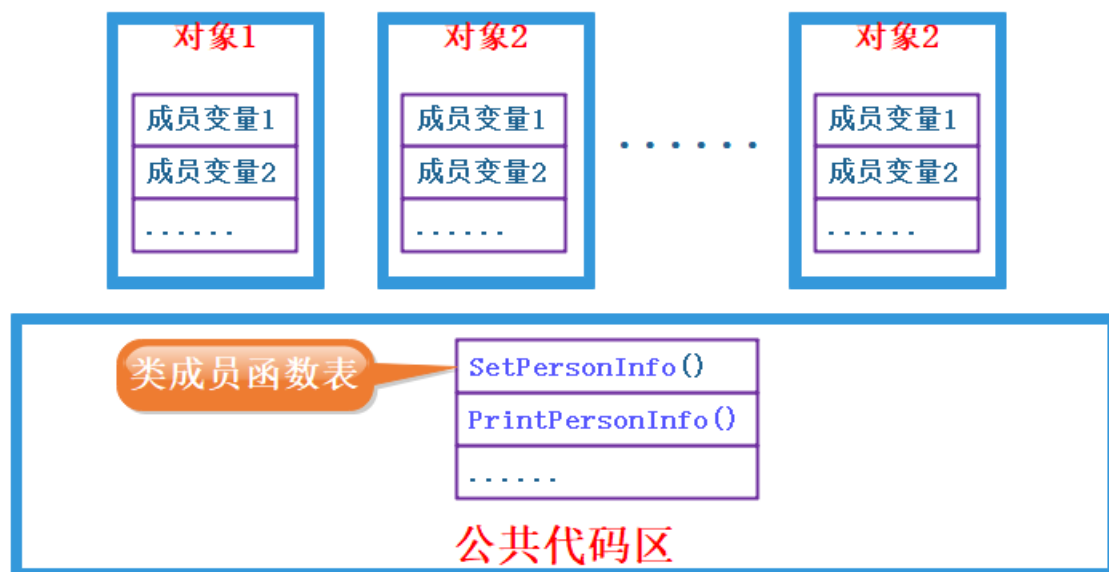 对象1
对象2
对象2
成员变量1
成员变量2
......
成员变量1
成员变量2
......
......
成员变量1
成员变量2
......
类成员函数表
SetPersonInfo()
PrintPersonInfo()
......
公共代码区